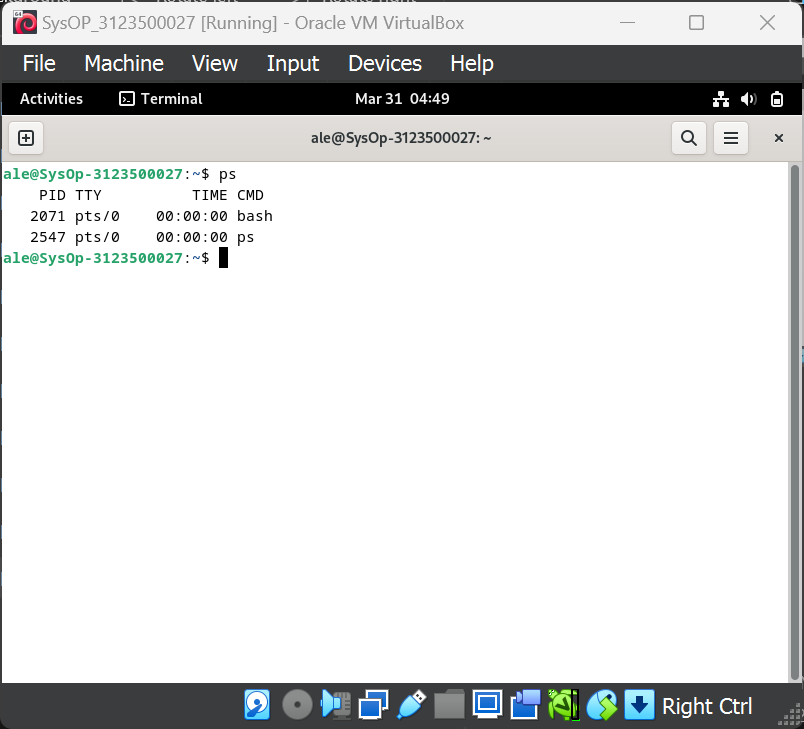 SysOP_3123500027 [Running] - Oracle VM VirtualBox
File Machine View Input Devices Help
Activities Terminal Mar 31 04:49
ale@SysOp-3123500027: ~
ale@SysOp-3123500027:~$ ps
    PID TTY          TIME CMD
   2071 pts/0    00:00:00 bash
   2547 pts/0    00:00:00 ps
ale@SysOp-3123500027:~$
Right Ctrl